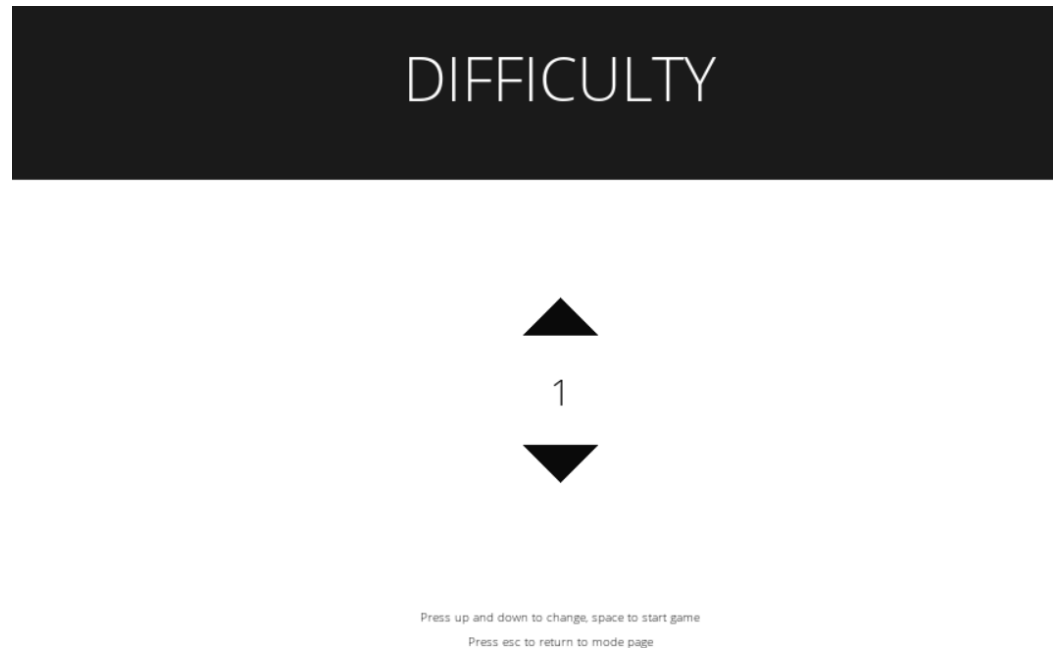 DIFFICULTY
1
Press up and down to change, space to start game
Press esc to return to mode page